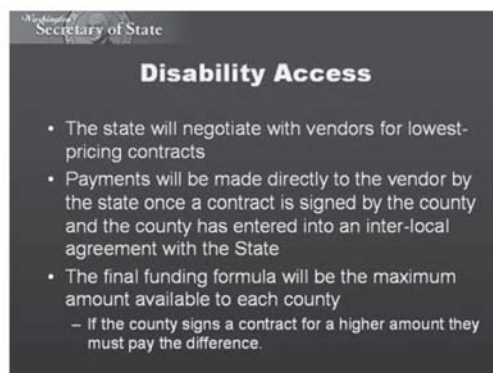 Washington
Secretary of State
Disability Access
• The state will negotiate with vendors for lowest-
pricing contracts
• Payments will be made directly to the vendor by
the state once a contract is signed by the county
and the county has entered into an inter-local
agreement with the State
• The final funding formula will be the maximum
amount available to each county
– If the county signs a contract for a higher amount they
must pay the difference.